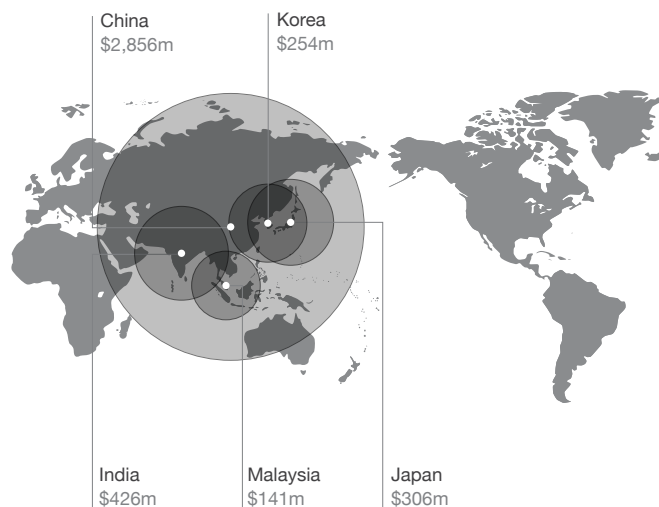 China
$2,856m
Korea
$254m
India
$426m
Malaysia
$141m
Japan
$306m